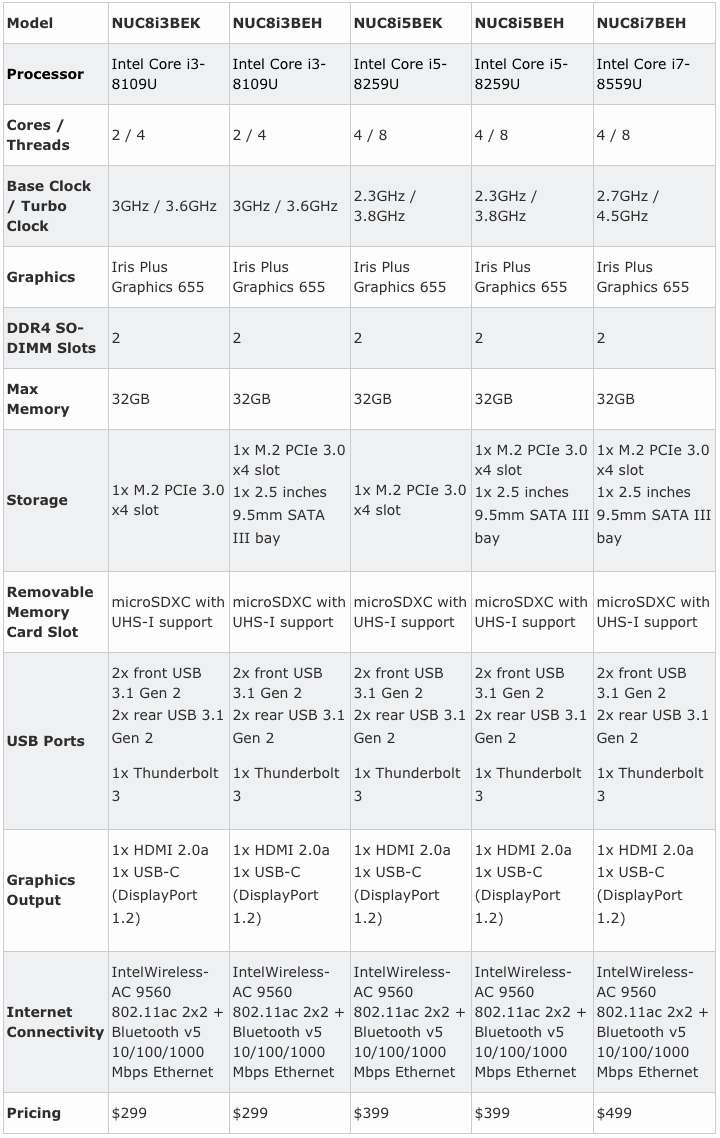 Model NUC8i3BEK NUC8i3BEH NUC8i5BEK NUC8i5BEH NUC8i7BEH
Processor
Intel Core i3-
8109U
Intel Core i3-
8109U
Intel Core i5-
8259U
Intel Core i5-
8259U
Intel Core i7-
8559U
Cores /
Threads
2 / 4
2 / 4
4 / 8
4 / 8
4 / 8
Base Clock
/ Turbo
Clock
3GHz / 3.6GHz
3GHz / 3.6GHz
2.3GHz /
3.8GHz
2.3GHz /
3.8GHz
2.7GHz /
4.5GHz
Graphics
Iris Plus
Graphics 655
Iris Plus
Graphics 655
Iris Plus
Graphics 655
Iris Plus
Graphics 655
Iris Plus
Graphics 655
DDR4 SO-
DIMM Slots
2
2
2
2
2
Max
Memory
32GB
32GB
32GB
32GB
32GB
Storage
1x M.2 PCIe 3.0
x4 slot
1x M.2 PCIe 3.0
x4 slot
1x 2.5 inches
9.5mm SATA
III bay
1x M.2 PCIe 3.0
x4 slot
1x M.2 PCIe 3.0
x4 slot
1x 2.5 inches
9.5mm SATA III
bay
1x M.2 PCIe 3.0
x4 slot
1x 2.5 inches
9.5mm SATA III
bay
Removable
Memory
Card Slot
microSDXC with
UHS-I support
microSDXC with
UHS-I support
microSDXC with
UHS-I support
microSDXC with
UHS-I support
microSDXC with
UHS-I support
USB Ports
2x front USB
3.1 Gen 2
2x rear USB 3.1
Gen 2
1x Thunderbolt
3
2x front USB
3.1 Gen 2
2x rear USB 3.1
Gen 2
1x Thunderbolt
3
2x front USB
3.1 Gen 2
2x rear USB 3.1
Gen 2
1x Thunderbolt
3
2x front USB
3.1 Gen 2
2x rear USB 3.1
Gen 2
1x Thunderbolt
3
2x front USB
3.1 Gen 2
2x rear USB 3.1
Gen 2
1x Thunderbolt
3
Graphics
Output
1x HDMI 2.0a
1x USB-C
(DisplayPort
1.2)
1x HDMI 2.0a
1x USB-C
(DisplayPort
1.2)
1x HDMI 2.0a
1x USB-C
(DisplayPort
1.2)
1x HDMI 2.0a
1x USB-C
(DisplayPort
1.2)
1x HDMI 2.0a
1x USB-C
(DisplayPort
1.2)
Internet
Connectivity
IntelWireless-
AC 9560
802.11ac 2x2 +
Bluetooth v5
10/100/1000
Mbps Ethernet
IntelWireless-
AC 9560
802.11ac 2x2 +
Bluetooth v5
10/100/1000
Mbps Ethernet
IntelWireless-
AC 9560
802.11ac 2x2 +
Bluetooth v5
10/100/1000
Mbps Ethernet
IntelWireless-
AC 9560
802.11ac 2x2 +
Bluetooth v5
10/100/1000
Mbps Ethernet
IntelWireless-
AC 9560
802.11ac 2x2 +
Bluetooth v5
10/100/1000
Mbps Ethernet
Pricing $299 $299 $399 $399 $499